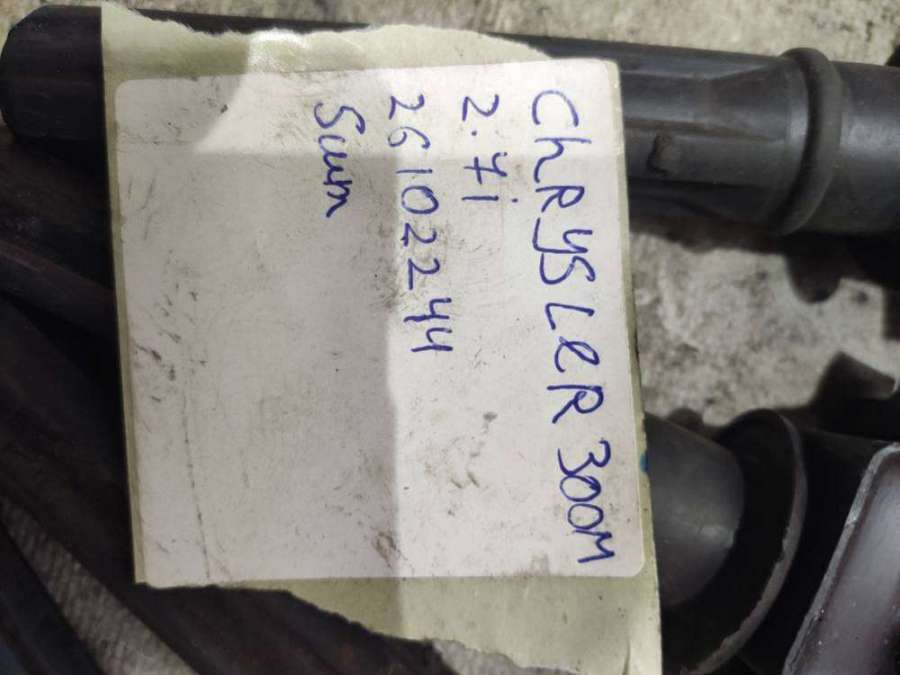 ChRYSLeR 300M
2.7i
26102244
Sum